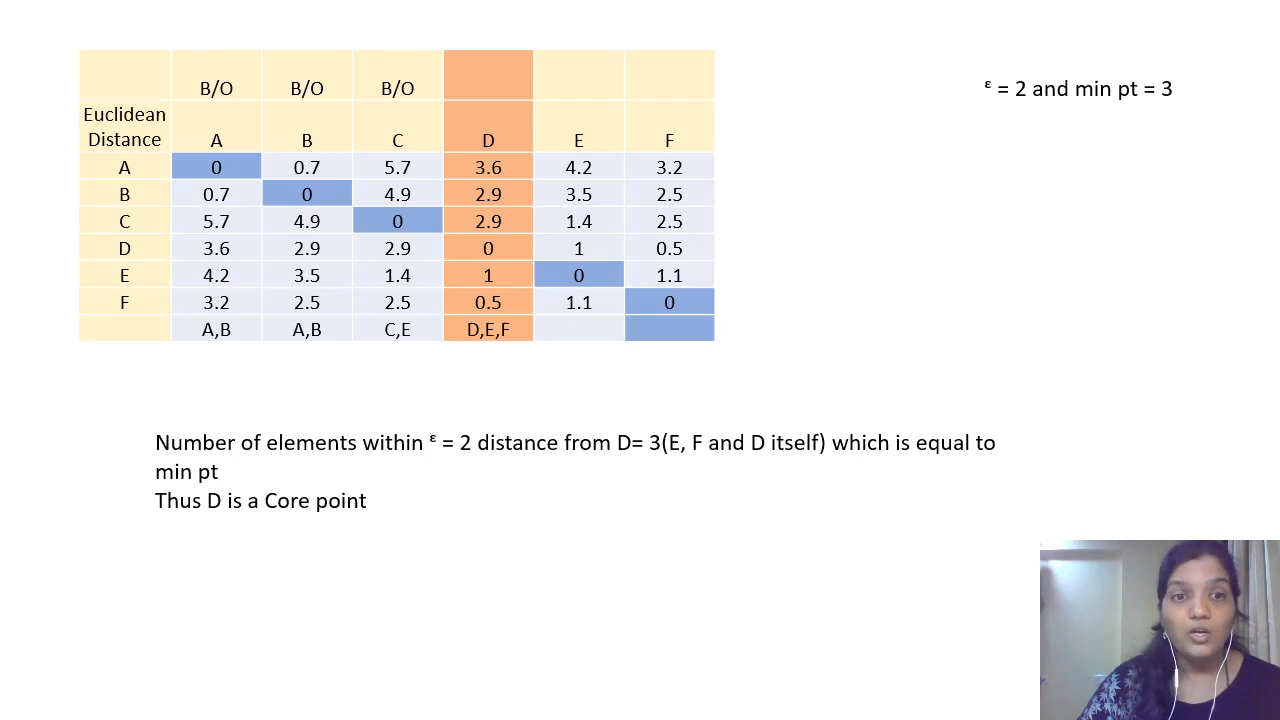 B/O B/O B/O
Euclidean
Distance A B C D E F
A 0 0.7 5.7 3.6 4.2 3.2
B 0.7 0 4.9 2.9 3.5 2.5
C 5.7 4.9 0 2.9 1.4 2.5
D 3.6 2.9 2.9 0 1 0.5
E 4.2 3.5 1.4 1 0 1.1
F 3.2 2.5 2.5 0.5 1.1 0
A,B A,B C,E D,E,F
ᵋ = 2 and min pt = 3
Number of elements within ᵋ = 2 distance from D= 3(E, F and D itself) which is equal to
min pt
Thus D is a Core point